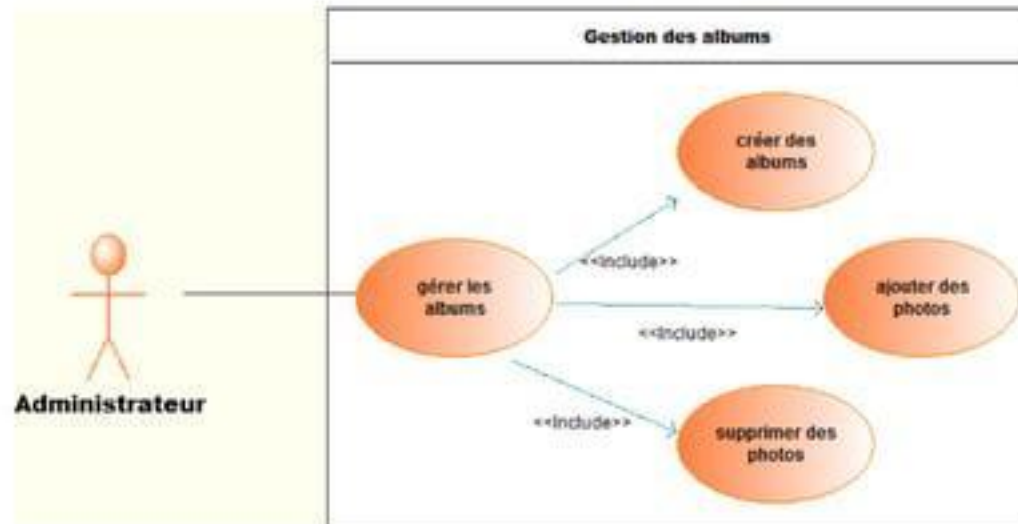 Gestion des albums
créer des
albums
<<Include>>
gérer les
albums
ajouter des
photos
<<Include>>
Administrateur
<<Include>>
supprimer des
photos